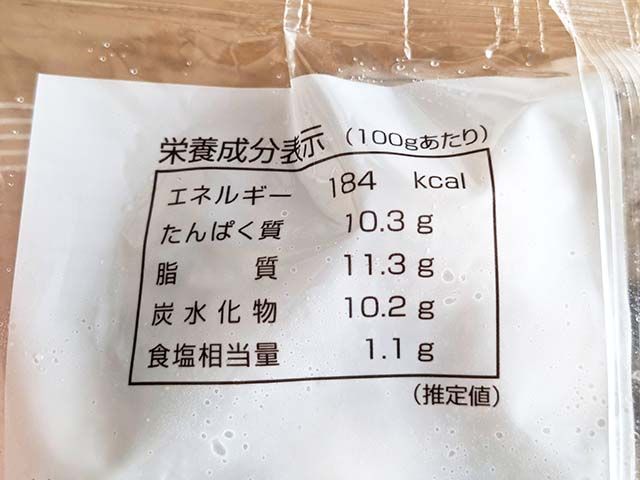 栄養成分表示 (100gあたり)
エネルギー 184 kcal
たんぱく質 10.3 g
脂質 11.3 g
炭水化物 10.2 g
食塩相当量 1.1 g
(推定値)